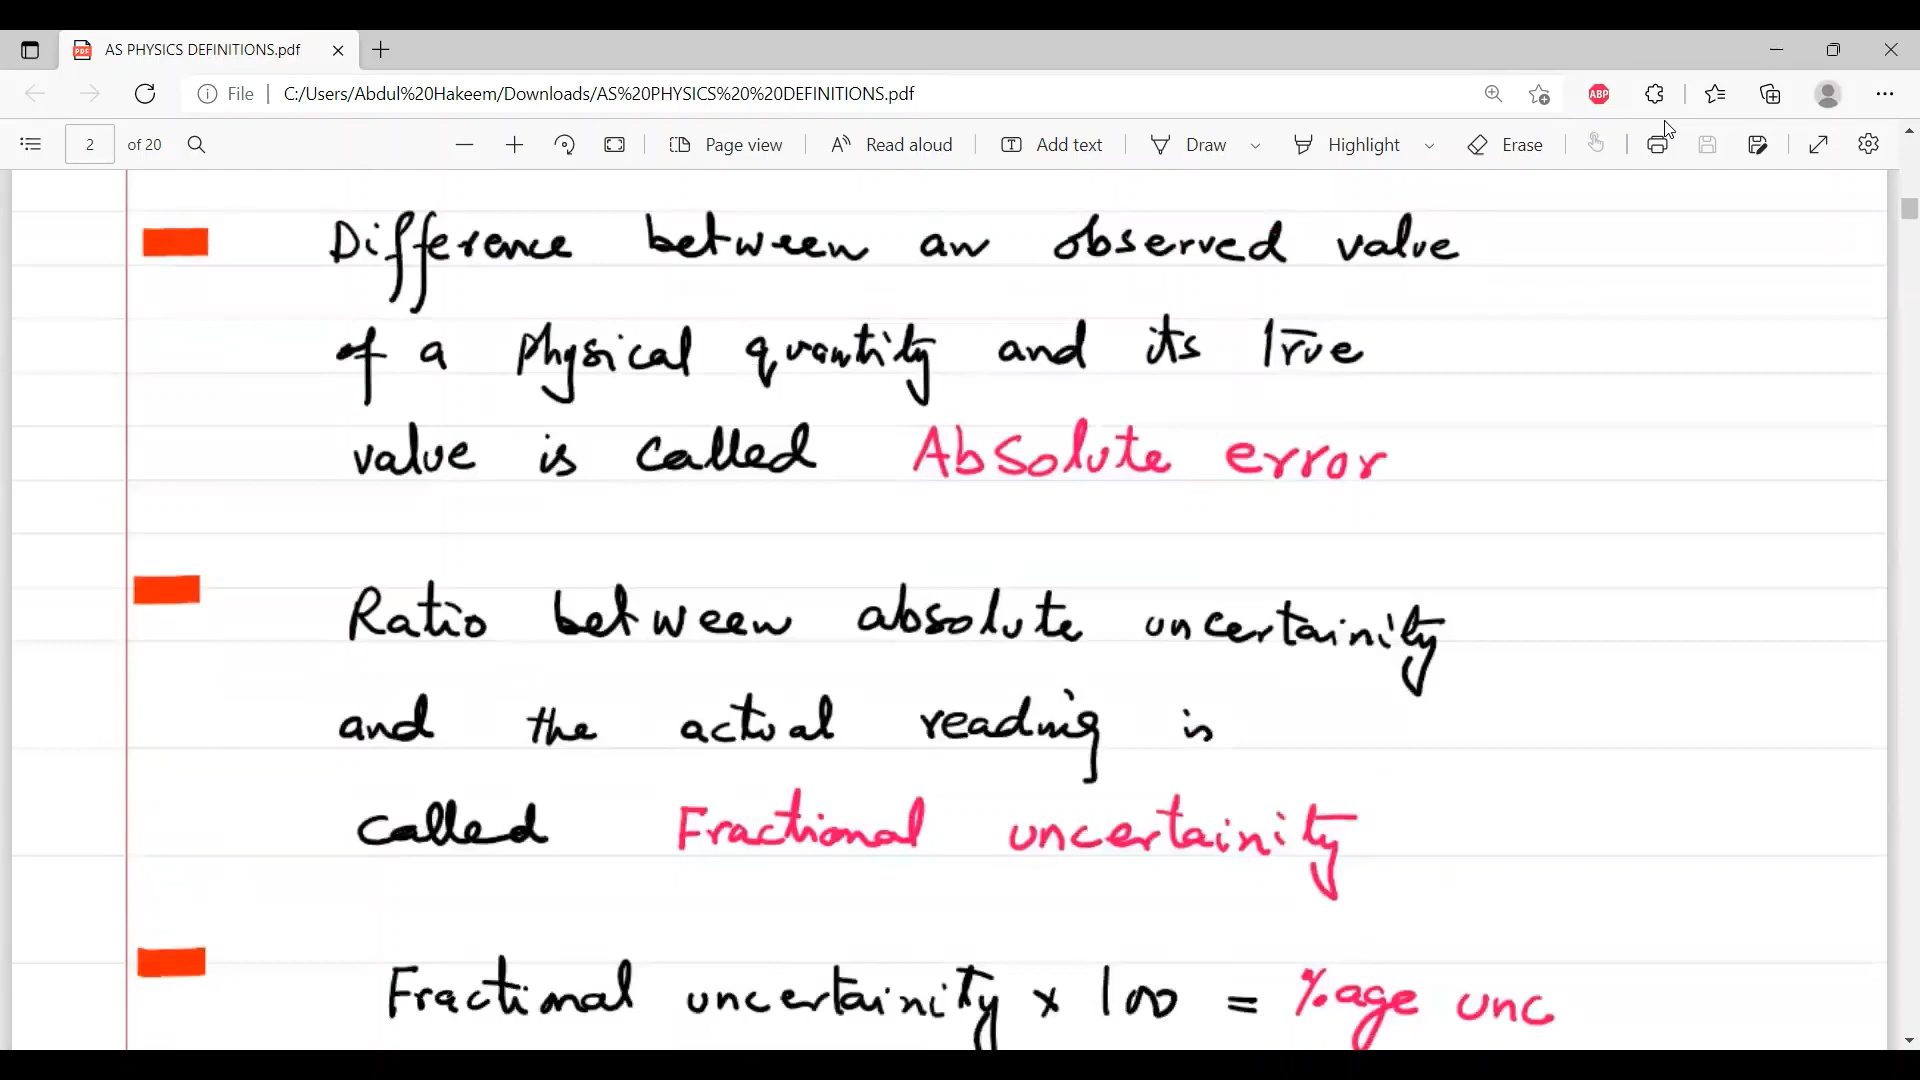 AS PHYSICS DEFINITIONS.pdf
File C:/Users/Abdul%20Hakeem/Downloads/AS%20PHYSICS%20%20DEFINITIONS.pdf
ABP
2 of 20 Page view Read aloud Add text Draw Highlight Erase
Difference between an observed value
of a physical quantity and its true
value is called Absolute error
Ratio between absolute uncertainity
and the actual reading is
called Fractional uncertainity
Fractional uncertainity x 100 = %age unc